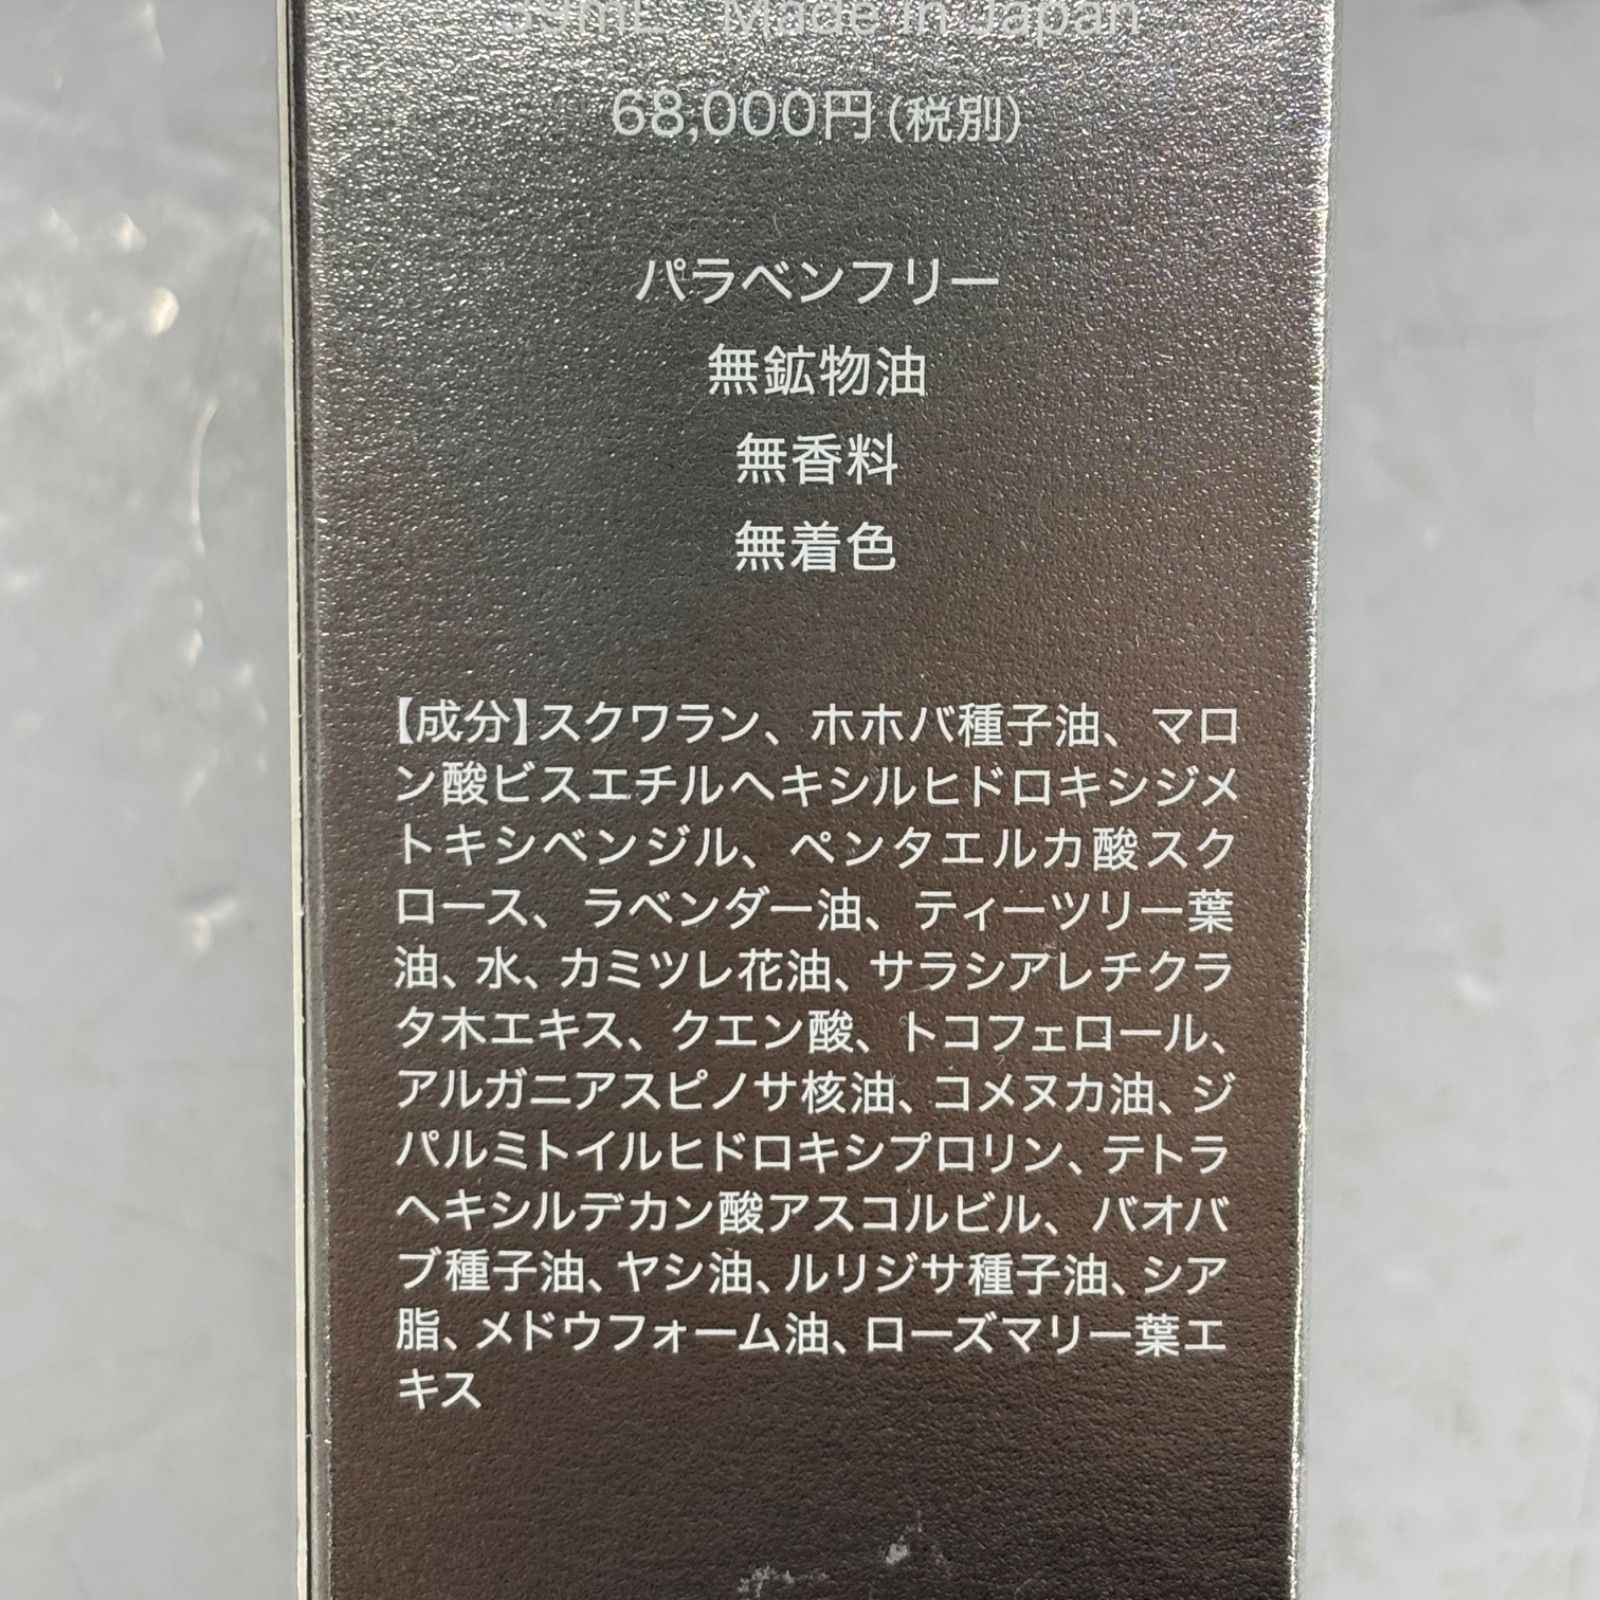 39mL Made in Japan
68,000円(税別)
パラベンフリー
無鉱物油
無香料
無着色
【成分】スクワラン、ホホバ種子油、マロ
ン酸ビスエチルヘキシルヒドロキシジメ
トキシベンジル、ペンタエルカ酸スク
ロース、ラベンダー油、ティーツリー葉
油、水、カミツレ花油、サラシアレチクラ
タ木エキス、クエン酸、トコフェロール、
アルガニアスピノサ核油、コメヌカ油、ジ
パルミトイルヒドロキシプロリン、テトラ
ヘキシルデカン酸アスコルビル、バオバ
ブ種子油、ヤシ油、ルリジサ種子油、シア
脂、メドウフォーム油、ローズマリー葉エ
キス